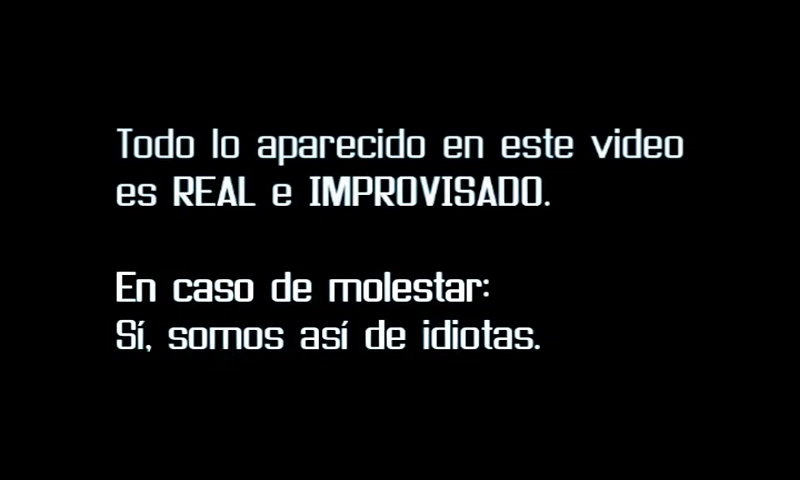 Todo lo aparecido en este video
es REAL e IMPROVISADO.
En caso de molestar:
Sí, somos así de idiotas.